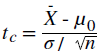 t_c = (X̄ - μ_0) / (σ / √n)